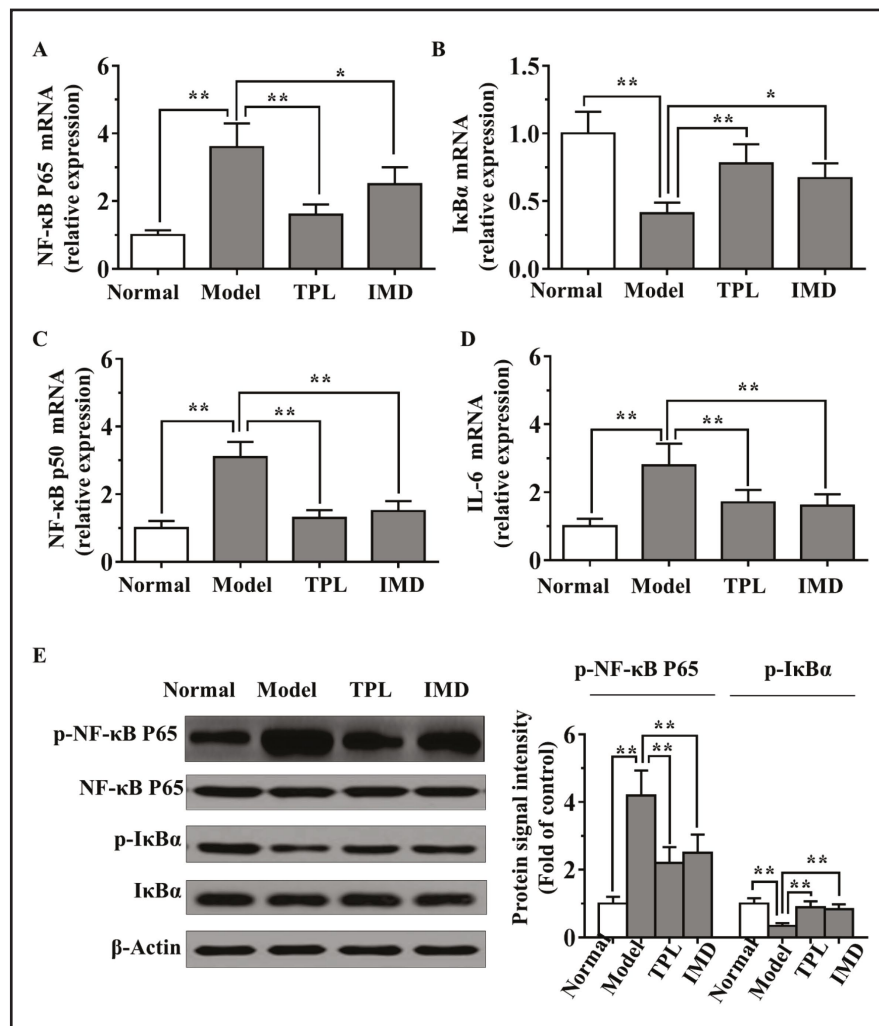 A
NF-κB P65 mRNA
(relative expression)
6
4
2
0
**
**
*
Normal Model TPL IMD
B
IκBα mRNA
(relative expression)
1.5
1.0
0.5
0.0
**
**
*
Normal Model TPL IMD
C
NF-κB p50 mRNA
(relative expression)
6
4
2
0
**
**
**
Normal Model TPL IMD
D
IL-6 mRNA
(relative expression)
6
4
2
0
**
**
**
Normal Model TPL IMD
E
Normal Model TPL IMD
p-NF-κB P65
NF-κB P65
p-IκBα
IκBα
β-Actin
p-NF-κB P65 p-IκBα
Protein signal intensity
(Fold of control)
6
4
2
0
**
**
**
**
**
**
Normal Model TPL IMD Normal Model TPL IMD